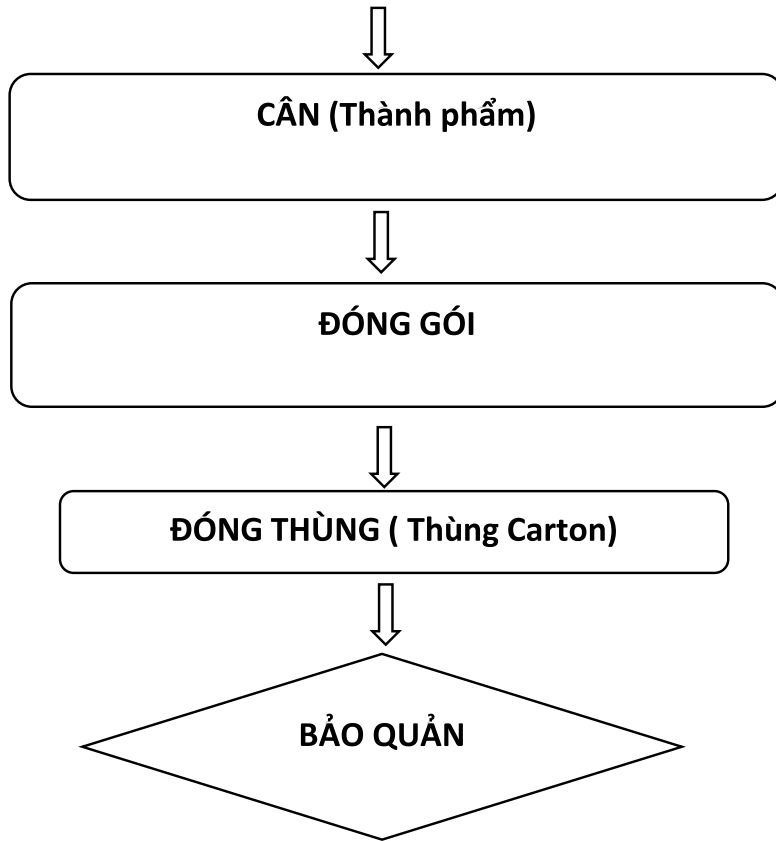 CÂN (Thành phẩm)
ĐÓNG GÓI
ĐÓNG THÙNG ( Thùng Carton)
BẢO QUẢN